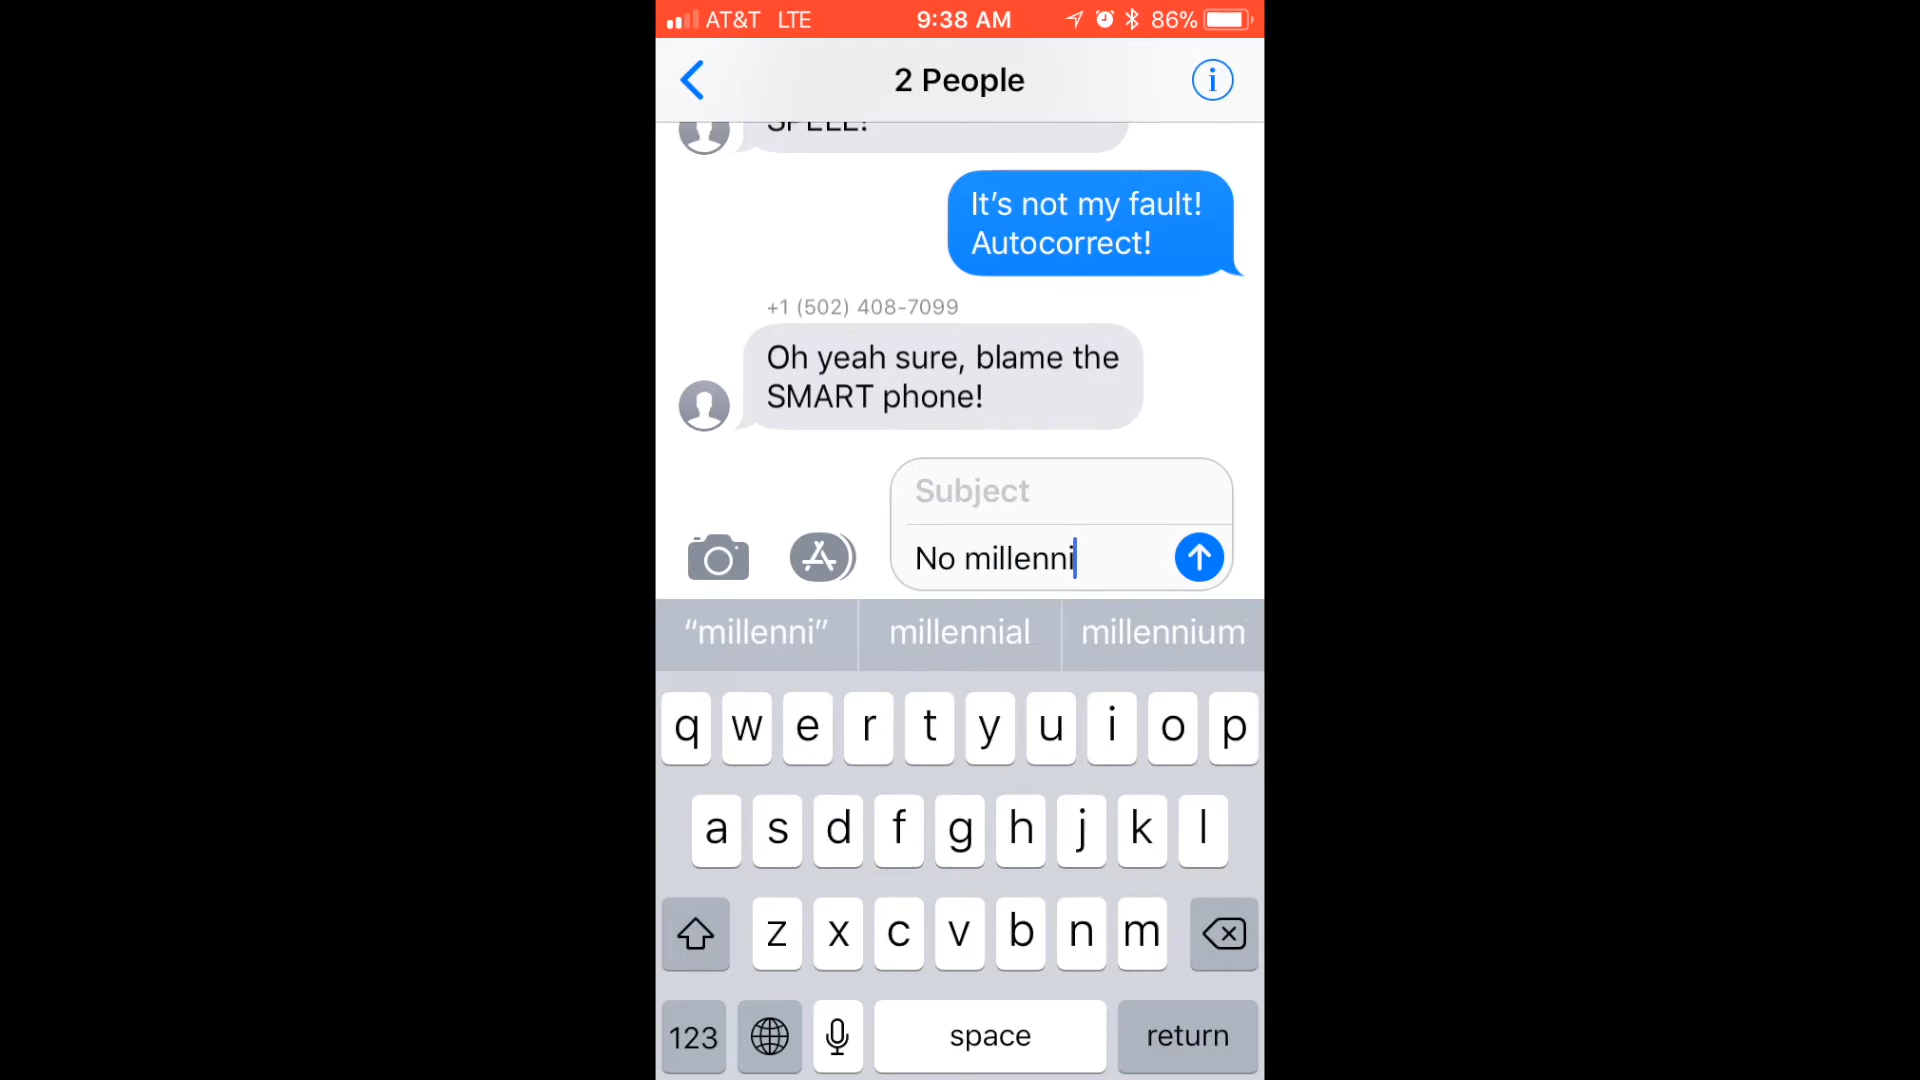 AT&T LTE 9:38 AM 86%
2 People
SPELL!
It’s not my fault!
Autocorrect!
+1 (502) 408-7099
Oh yeah sure, blame the
SMART phone!
Subject
No millenni
“millenni” millennial millennium
q w e r t y u i o p
a s d f g h j k l
z x c v b n m
123 space return